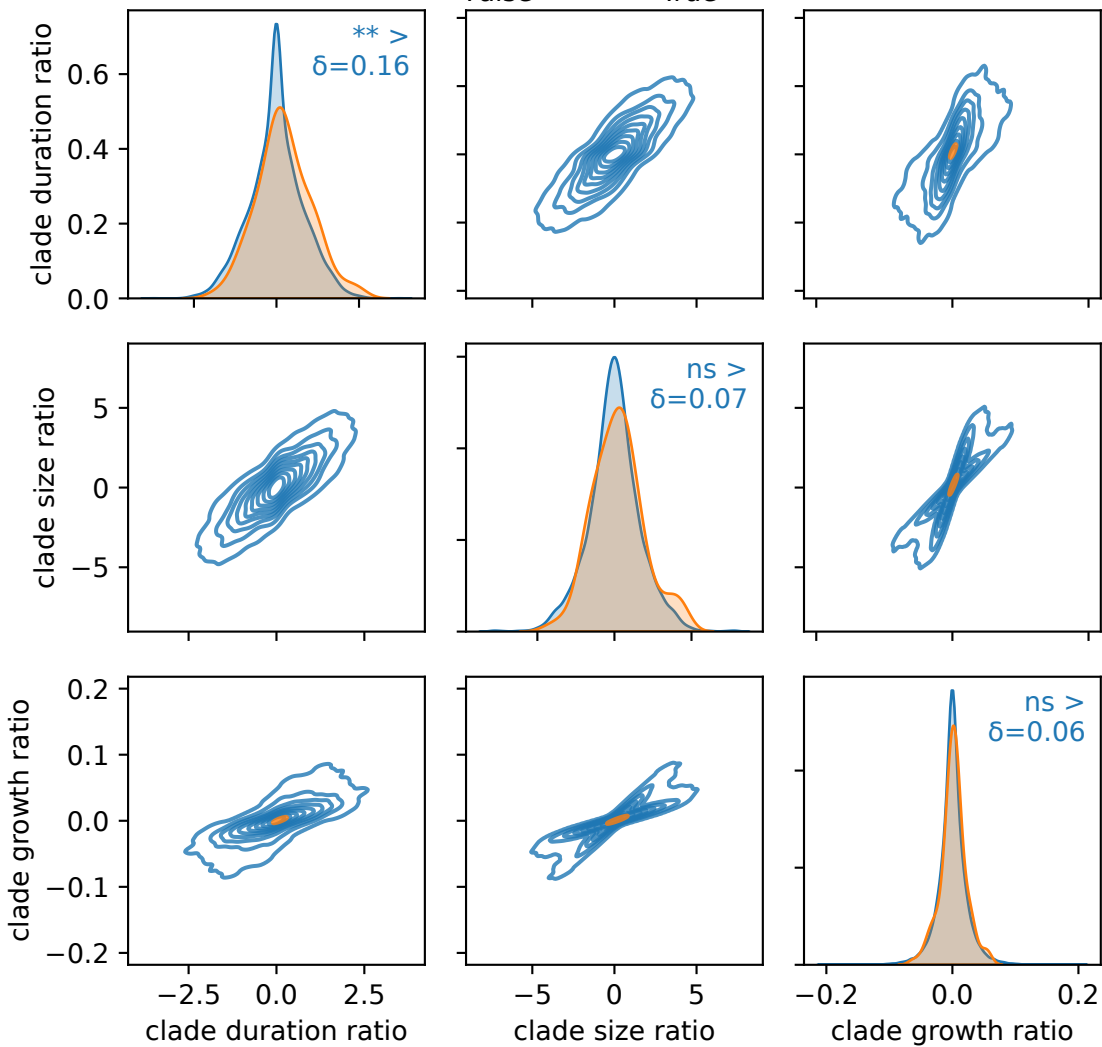 ** >
δ=0.16
clade duration ratio
0.6
0.4
0.2
0.0
ns >
δ=0.07
clade size ratio
5
0
−5
ns >
δ=0.06
clade growth ratio
0.2
0.1
0.0
−0.1
−0.2
−2.5 0.0 2.5
−5 0 5
−0.2 0.0 0.2
clade duration ratio
clade size ratio
clade growth ratio